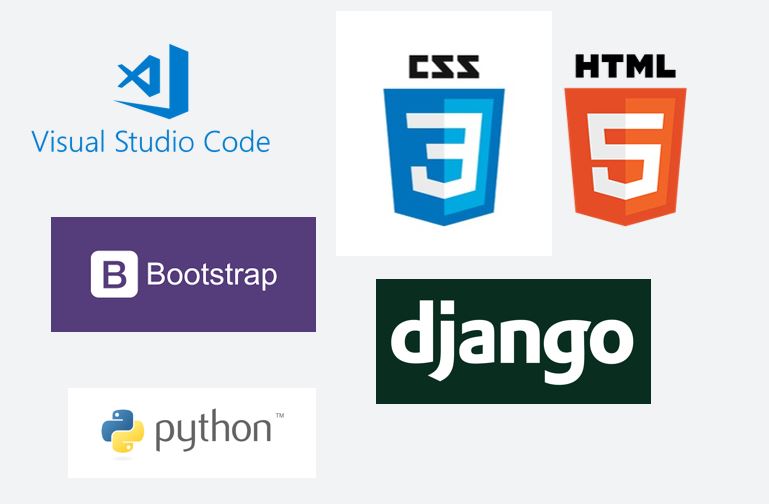 Visual Studio Code
CSS
3
HTML
5
B Bootstrap
django
python™